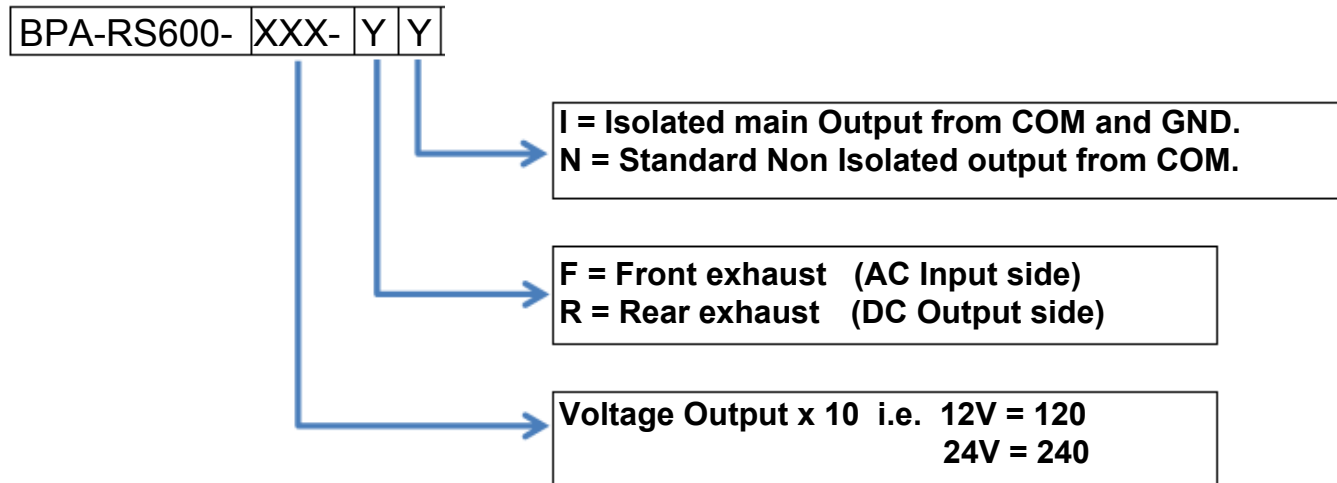 BPA-RS600- XXX- Y Y
I = Isolated main Output from COM and GND.
N = Standard Non Isolated output from COM.
F = Front exhaust (AC Input side)
R = Rear exhaust (DC Output side)
Voltage Output x 10 i.e. 12V = 120
24V = 240